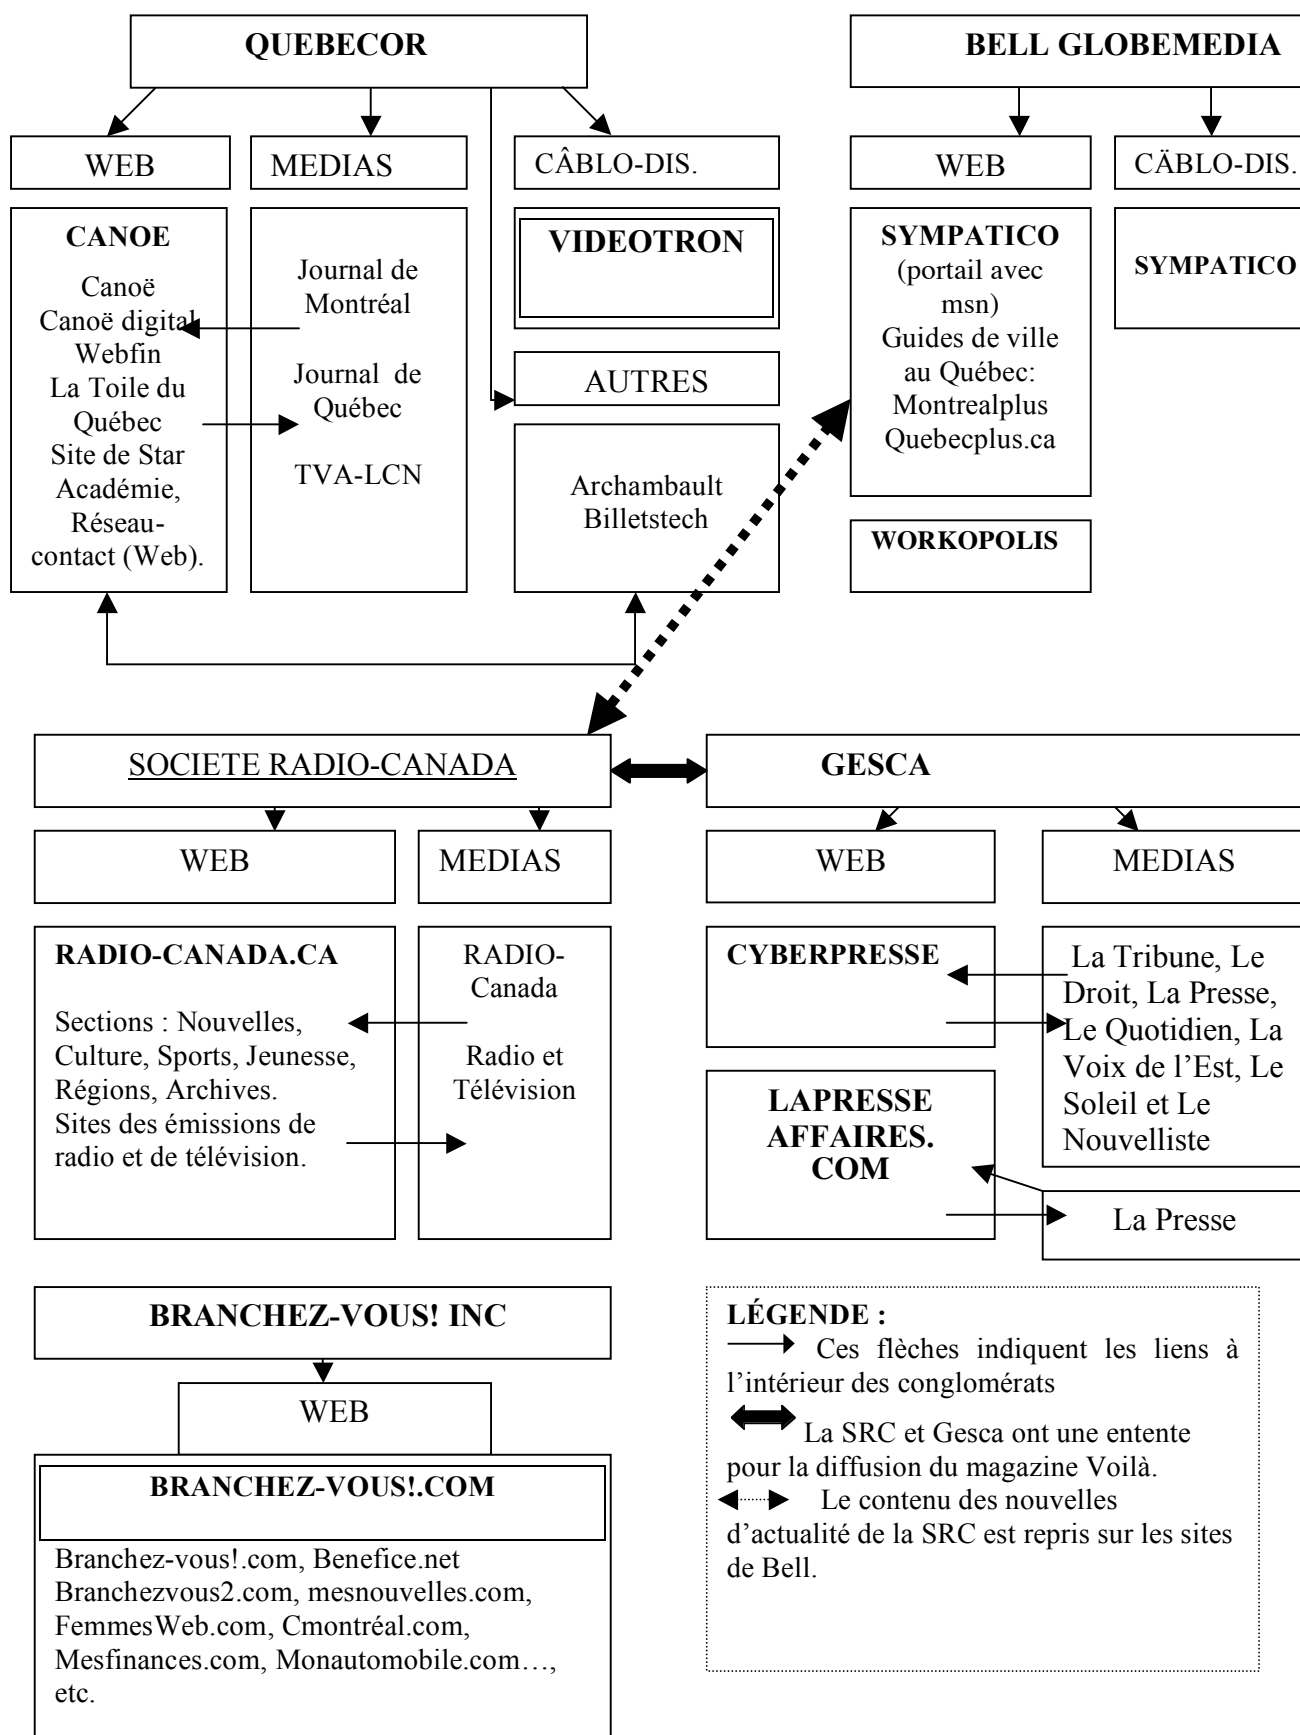 QUEBECOR
WEB
MEDIAS
CÂBLO-DIS.
CANOE
Canoë
Canoë digital
Webfin
La Toile du
Québec
Site de Star
Académie,
Réseau-
contact (Web).
Journal de
Montréal
Journal de
Québec
TVA-LCN
VIDEOTRON
AUTRES
Archambault
Billetstech
BELL GLOBEMEDIA
WEB
CÄBLO-DIS.
SYMPATICO
(portail avec
msn)
Guides de ville
au Québec:
Montrealplus
Quebecplus.ca
SYMPATICO
WORKOPOLIS
SOCIETE RADIO-CANADA
WEB
MEDIAS
RADIO-CANADA.CA
Sections : Nouvelles,
Culture, Sports, Jeunesse,
Régions, Archives.
Sites des émissions de
radio et de télévision.
RADIO-
Canada
Radio et
Télévision
GESCA
WEB
MEDIAS
CYBERPRESSE
La Tribune, Le
Droit, La Presse,
Le Quotidien, La
Voix de l’Est, Le
Soleil et Le
Nouvelliste
LAPRESSE
AFFAIRES.
COM
La Presse
BRANCHEZ-VOUS! INC
WEB
BRANCHEZ-VOUS!.COM
Branchez-vous!.com, Benefice.net
Branchezvous2.com, mesnouvelles.com,
FemmesWeb.com, Cmontréal.com,
Mesfinances.com, Monautomobile.com…,
etc.
LÉGENDE :
Ces flèches indiquent les liens à
l’intérieur des conglomérats
La SRC et Gesca ont une entente
pour la diffusion du magazine Voilà.
Le contenu des nouvelles
d’actualité de la SRC est repris sur les sites
de Bell.